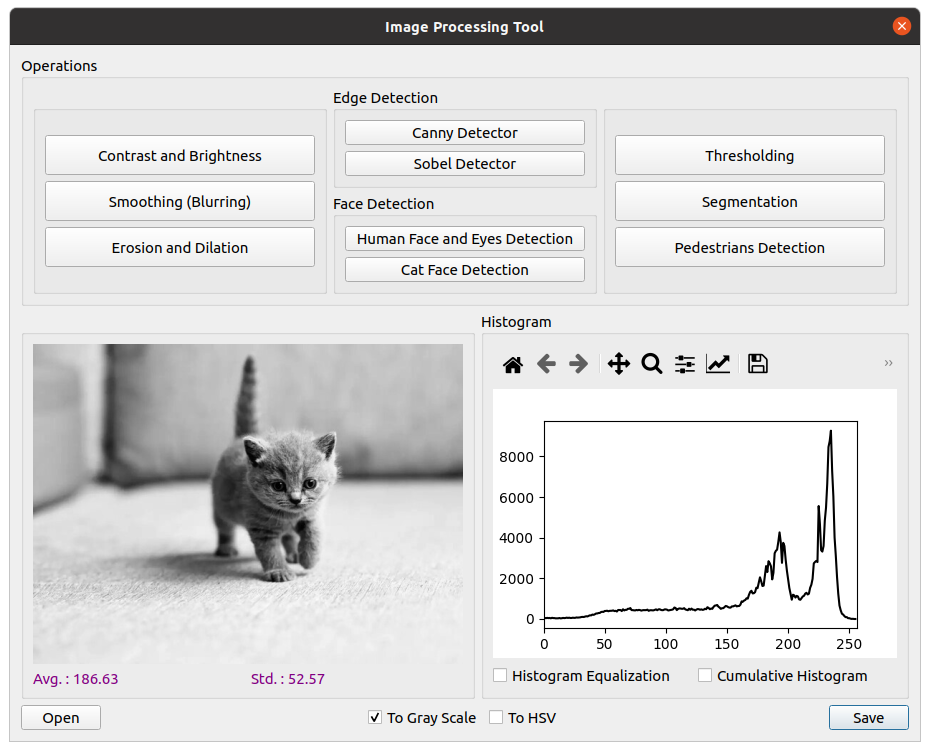 Image Processing Tool
Operations
Contrast and Brightness
Smoothing (Blurring)
Erosion and Dilation
Edge Detection
Canny Detector
Sobel Detector
Face Detection
Human Face and Eyes Detection
Cat Face Detection
Thresholding
Segmentation
Pedestrians Detection
Avg. : 186.63 Std. : 52.57
Histogram
8000
6000
4000
2000
0
0 50 100 150 200 250
Histogram Equalization Cumulative Histogram
Open To Gray Scale To HSV Save